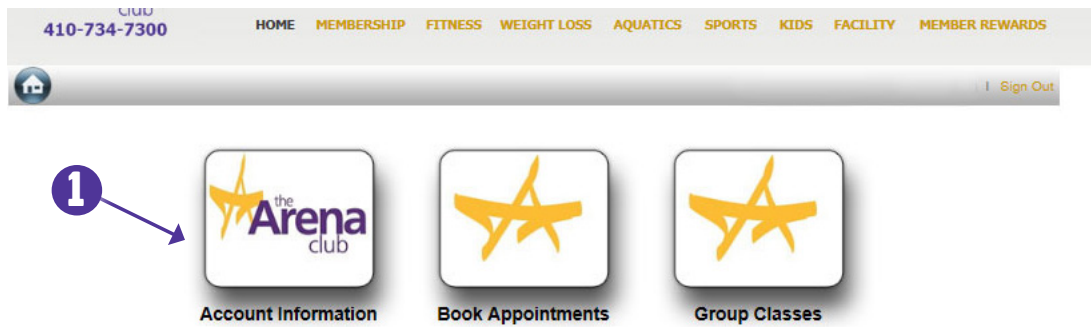 club
410-734-7300
HOME MEMBERSHIP FITNESS WEIGHT LOSS AQUATICS SPORTS KIDS FACILITY MEMBER REWARDS
| Sign Out
1
the
Arena
club
Account Information Book Appointments Group Classes